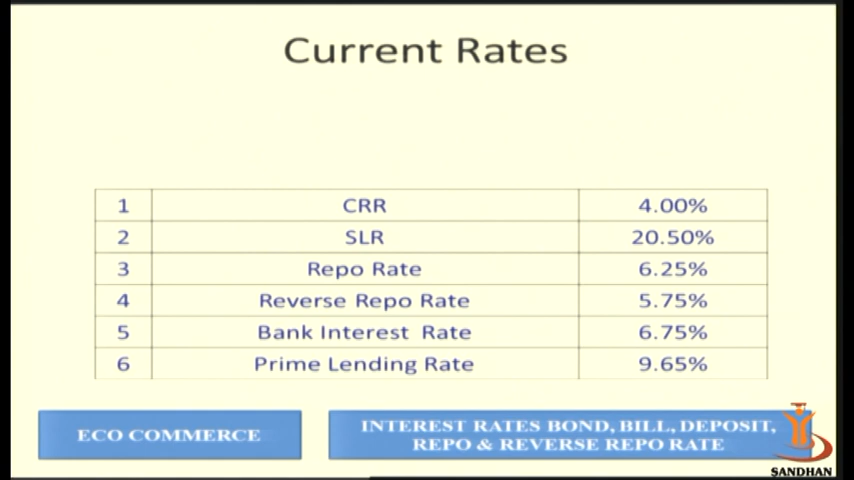 Current Rates
1 CRR 4.00%
2 SLR 20.50%
3 Repo Rate 6.25%
4 Reverse Repo Rate 5.75%
5 Bank Interest Rate 6.75%
6 Prime Lending Rate 9.65%
ECO COMMERCE
INTEREST RATES BOND, BILL, DEPOSIT,
REPO & REVERSE REPO RATE
SANDHAN